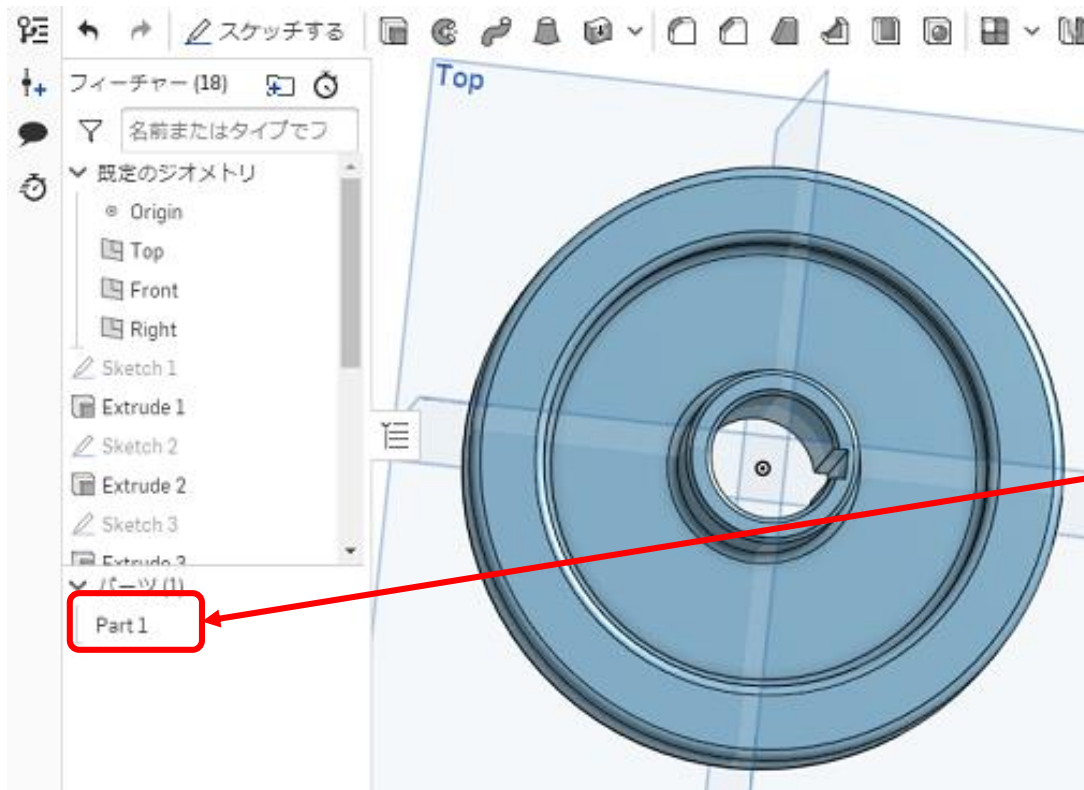 スケッチする
フィーチャー (18)
名前またはタイプでフ
既定のジオメトリ
Origin
Top
Front
Right
Sketch 1
Extrude 1
Sketch 2
Extrude 2
Sketch 3
Extrude 3
パーツ (1)
Part 1
Top